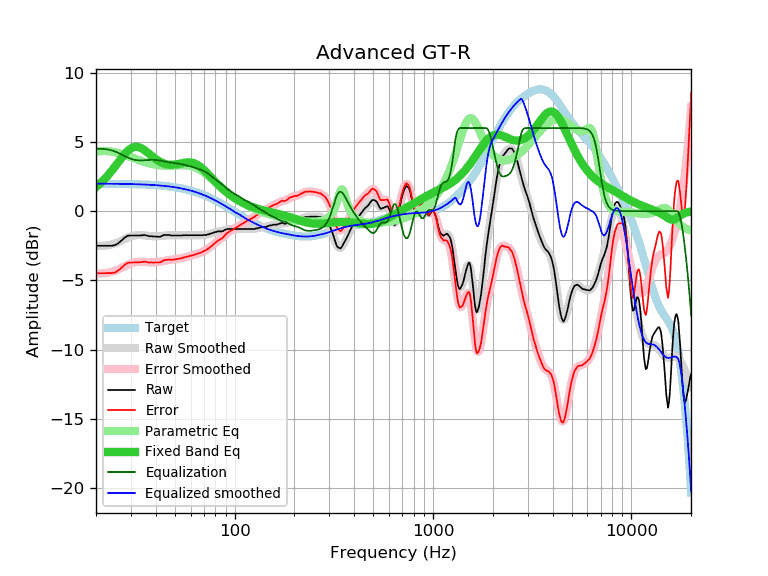 Advanced GT-R
10
5
0
−5
−10
−15
−20
Amplitude (dBr)
Target
Raw Smoothed
Error Smoothed
Raw
Error
Parametric Eq
Fixed Band Eq
Equalization
Equalized smoothed
100
1000
10000
Frequency (Hz)